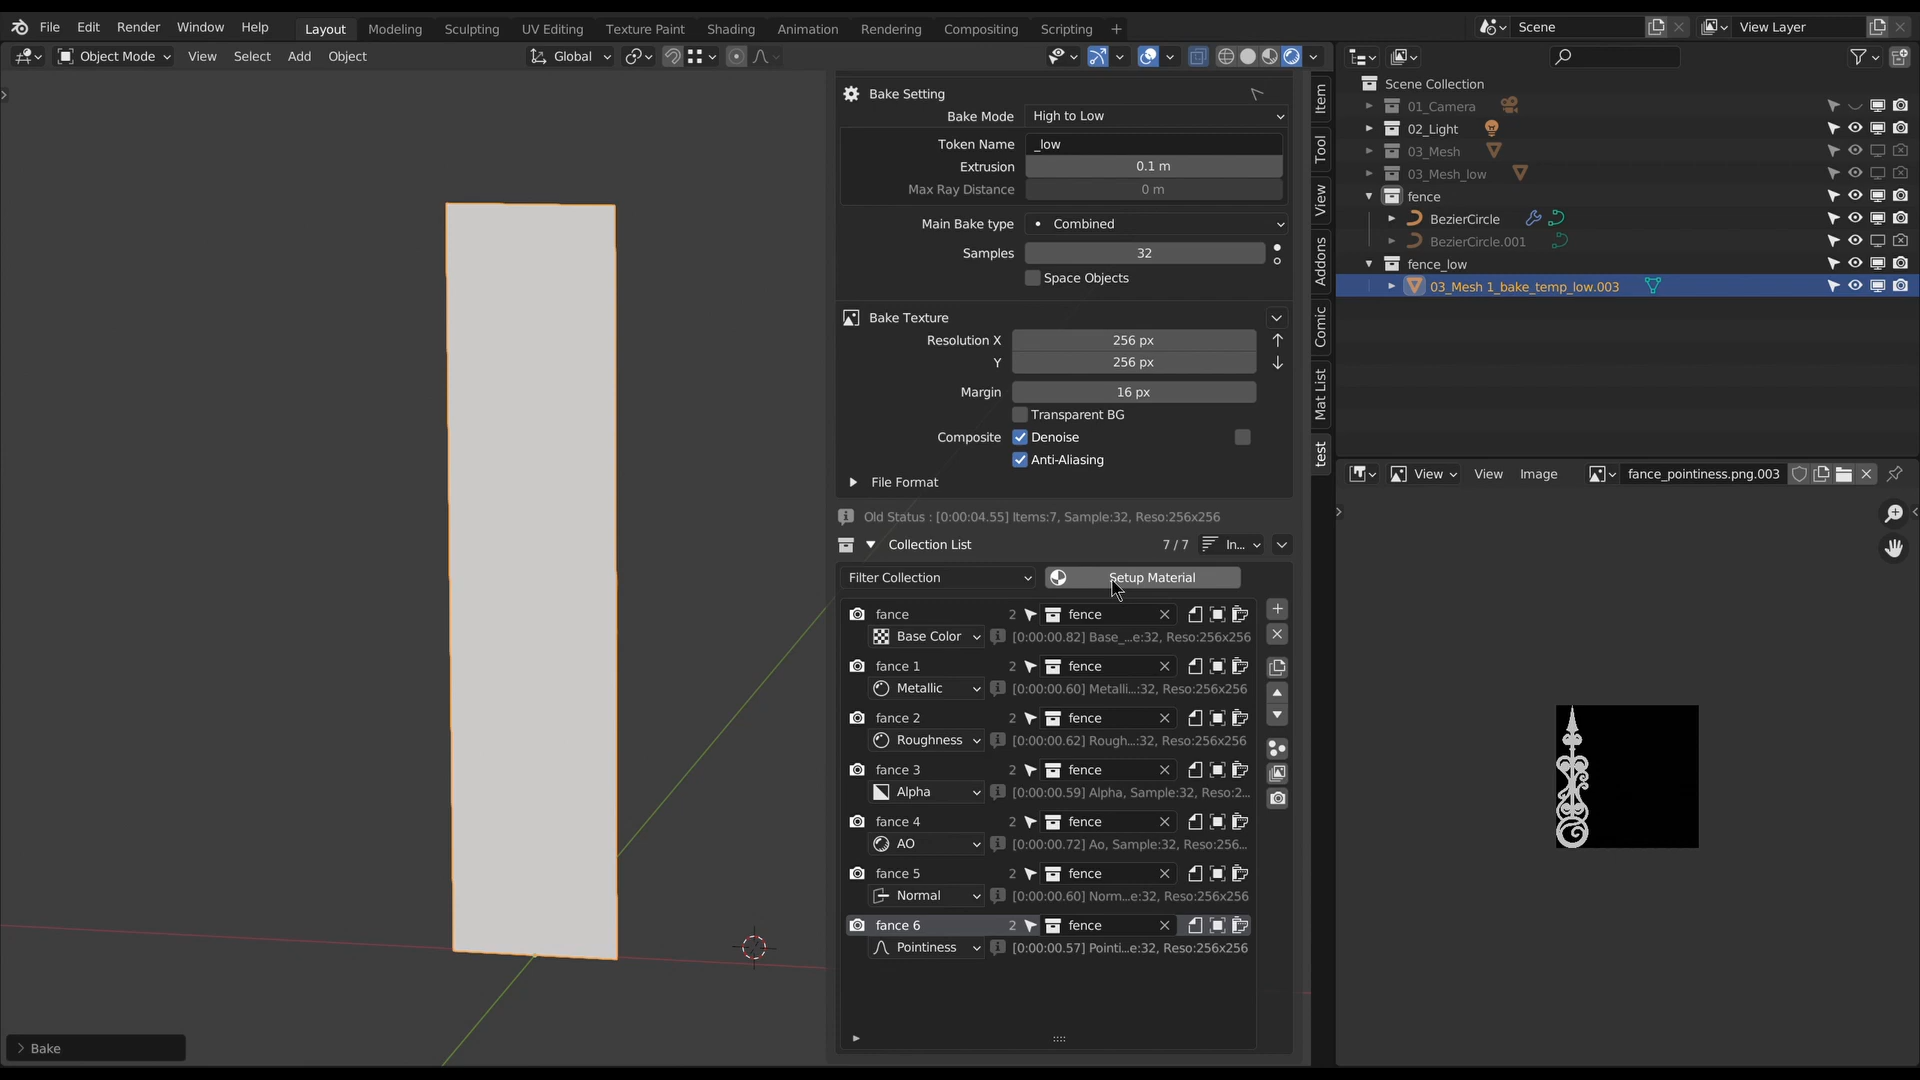 File Edit Render Window Help Layout Modeling Sculpting UV Editing Texture Paint Shading Animation Rendering Compositing Scripting + Scene View Layer
Object Mode View Select Add Object Global
Bake Setting
Bake Mode High to Low
Token Name _low
Extrusion 0.1 m
Max Ray Distance 0 m
Main Bake type • Combined
Samples 32
Space Objects
Bake Texture
Resolution X 256 px
Y 256 px
Margin 16 px
Transparent BG
Composite Denoise
Anti-Aliasing
File Format
Old Status : [0:00:04.55] Items:7, Sample:32, Reso:256x256
Collection List 7 / 7 In...
Filter Collection Setup Material
fance 2 fence
Base Color [0:00:00.82] Base_...e:32, Reso:256x256
fance 1 2 fence
Metallic [0:00:00.60] Metalli...:32, Reso:256x256
fance 2 2 fence
Roughness [0:00:00.62] Rough...:32, Reso:256x256
fance 3 2 fence
Alpha [0:00:00.59] Alpha, Sample:32, Reso:2...
fance 4 2 fence
AO [0:00:00.72] Ao, Sample:32, Reso:256...
fance 5 2 fence
Normal [0:00:00.60] Norm...e:32, Reso:256x256
fance 6 2 fence
Pointiness [0:00:00.57] Pointi...e:32, Reso:256x256
Bake
Item
Tool
View
Addons
Comic
Mat List
test
Scene Collection
01_Camera
02_Light
03_Mesh
03_Mesh_low
fence
BezierCircle
BezierCircle.001
fence_low
03_Mesh 1_bake_temp_low.003
View View Image fance_pointiness.png.003